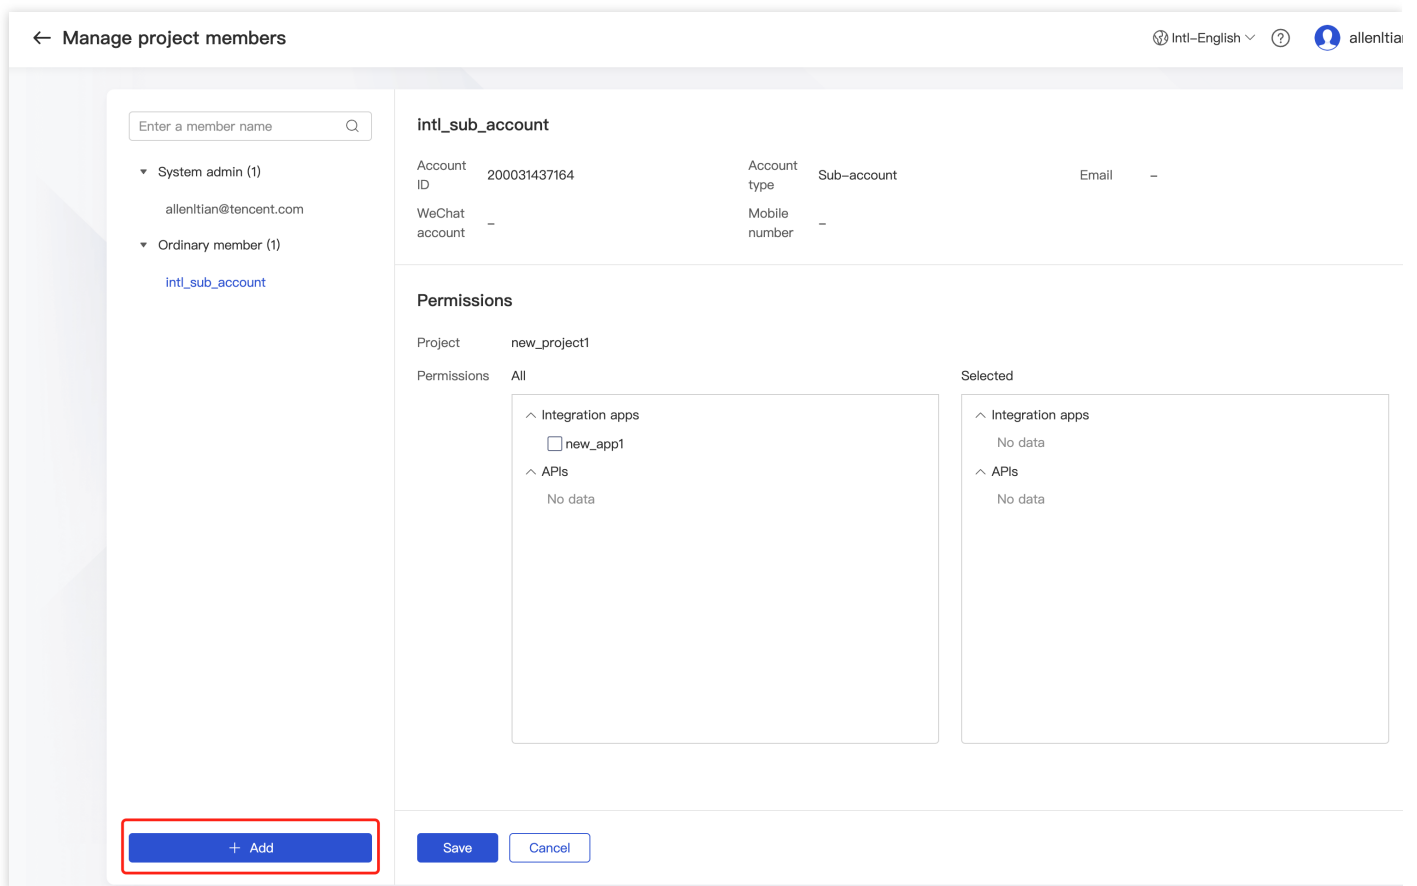 Manage project members
Intl-English
allenltian
Enter a member name
System admin (1)
allenltian@tencent.com
Ordinary member (1)
intl_sub_account
+ Add
intl_sub_account
Account ID
200031437164
Account type
Sub-account
Email
–
WeChat account
–
Mobile number
–
Permissions
Project
new_project1
Permissions
All
Selected
Integration apps
new_app1
APIs
No data
Integration apps
No data
APIs
No data
Save
Cancel